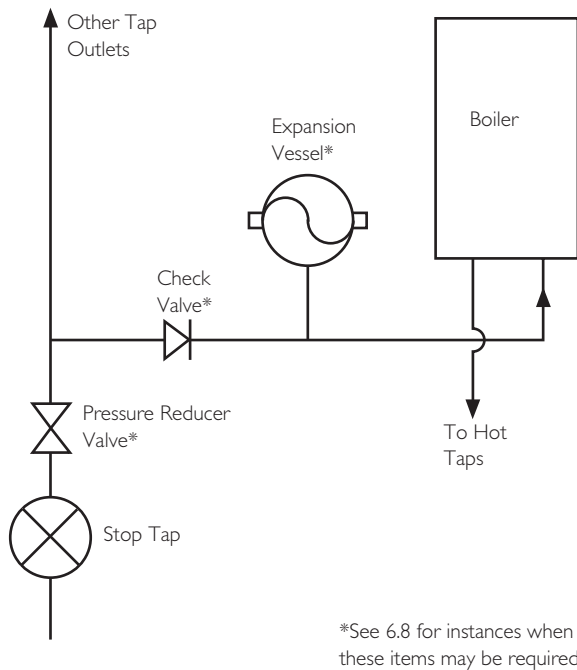 Other Tap
Outlets
Boiler
Expansion
Vessel*
Check
Valve*
Pressure Reducer
Valve*
To Hot
Taps
Stop Tap
*See 6.8 for instances when
these items may be required